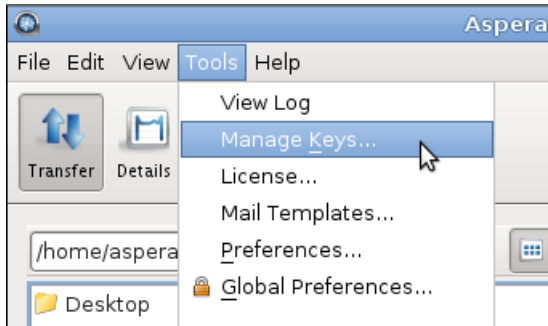 Aspera
File Edit View Tools Help
View Log
Manage Keys...
License...
Mail Templates...
Preferences...
Global Preferences...
Transfer
Details
/home/aspera
Desktop